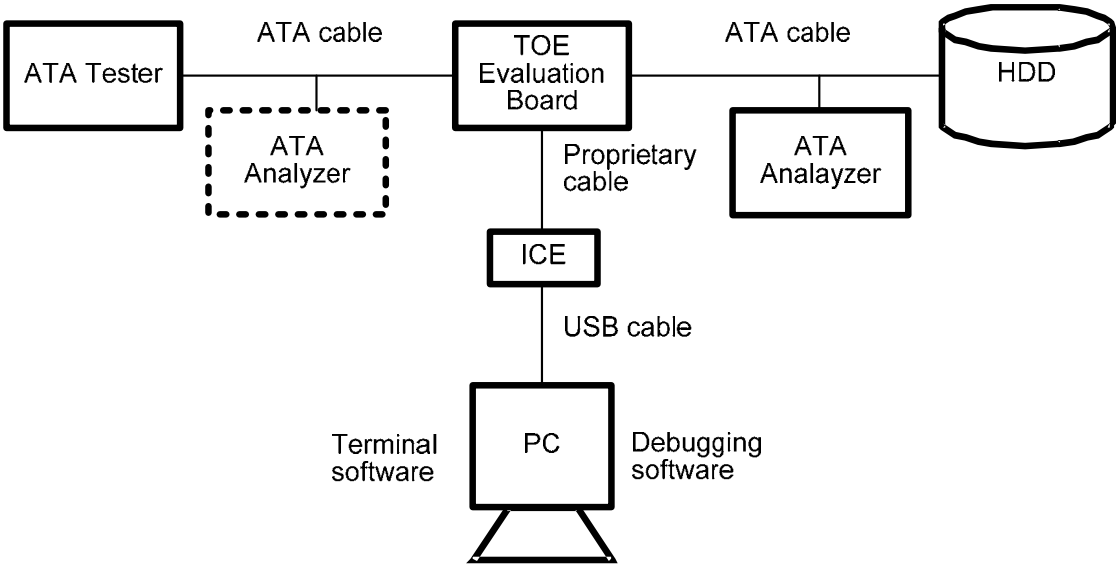 ATA cable
ATA cable
ATA Tester
TOE
Evaluation
Board
HDD
ATA
Analyzer
Proprietary
cable
ATA
Analayzer
ICE
USB cable
Terminal
software
PC
Debugging
software